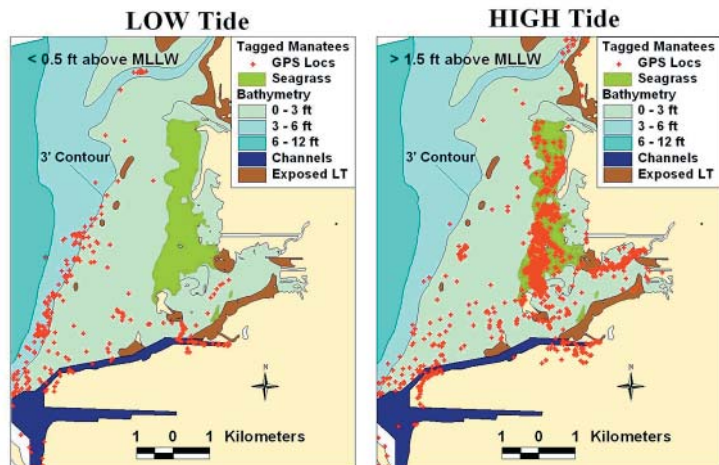 LOW Tide
< 0.5 ft above MLLW
Tagged Manatees
GPS Locs
Seagrass
Bathymetry
0 - 3 ft
3 - 6 ft
6 - 12 ft
Channels
Exposed LT
3' Contour
N
1 0 1 Kilometers
HIGH Tide
> 1.5 ft above MLLW
Tagged Manatees
GPS Locs
Seagrass
Bathymetry
0 - 3 ft
3 - 6 ft
6 - 12 ft
Channels
Exposed LT
3' Contour
N
1 0 1 Kilometers